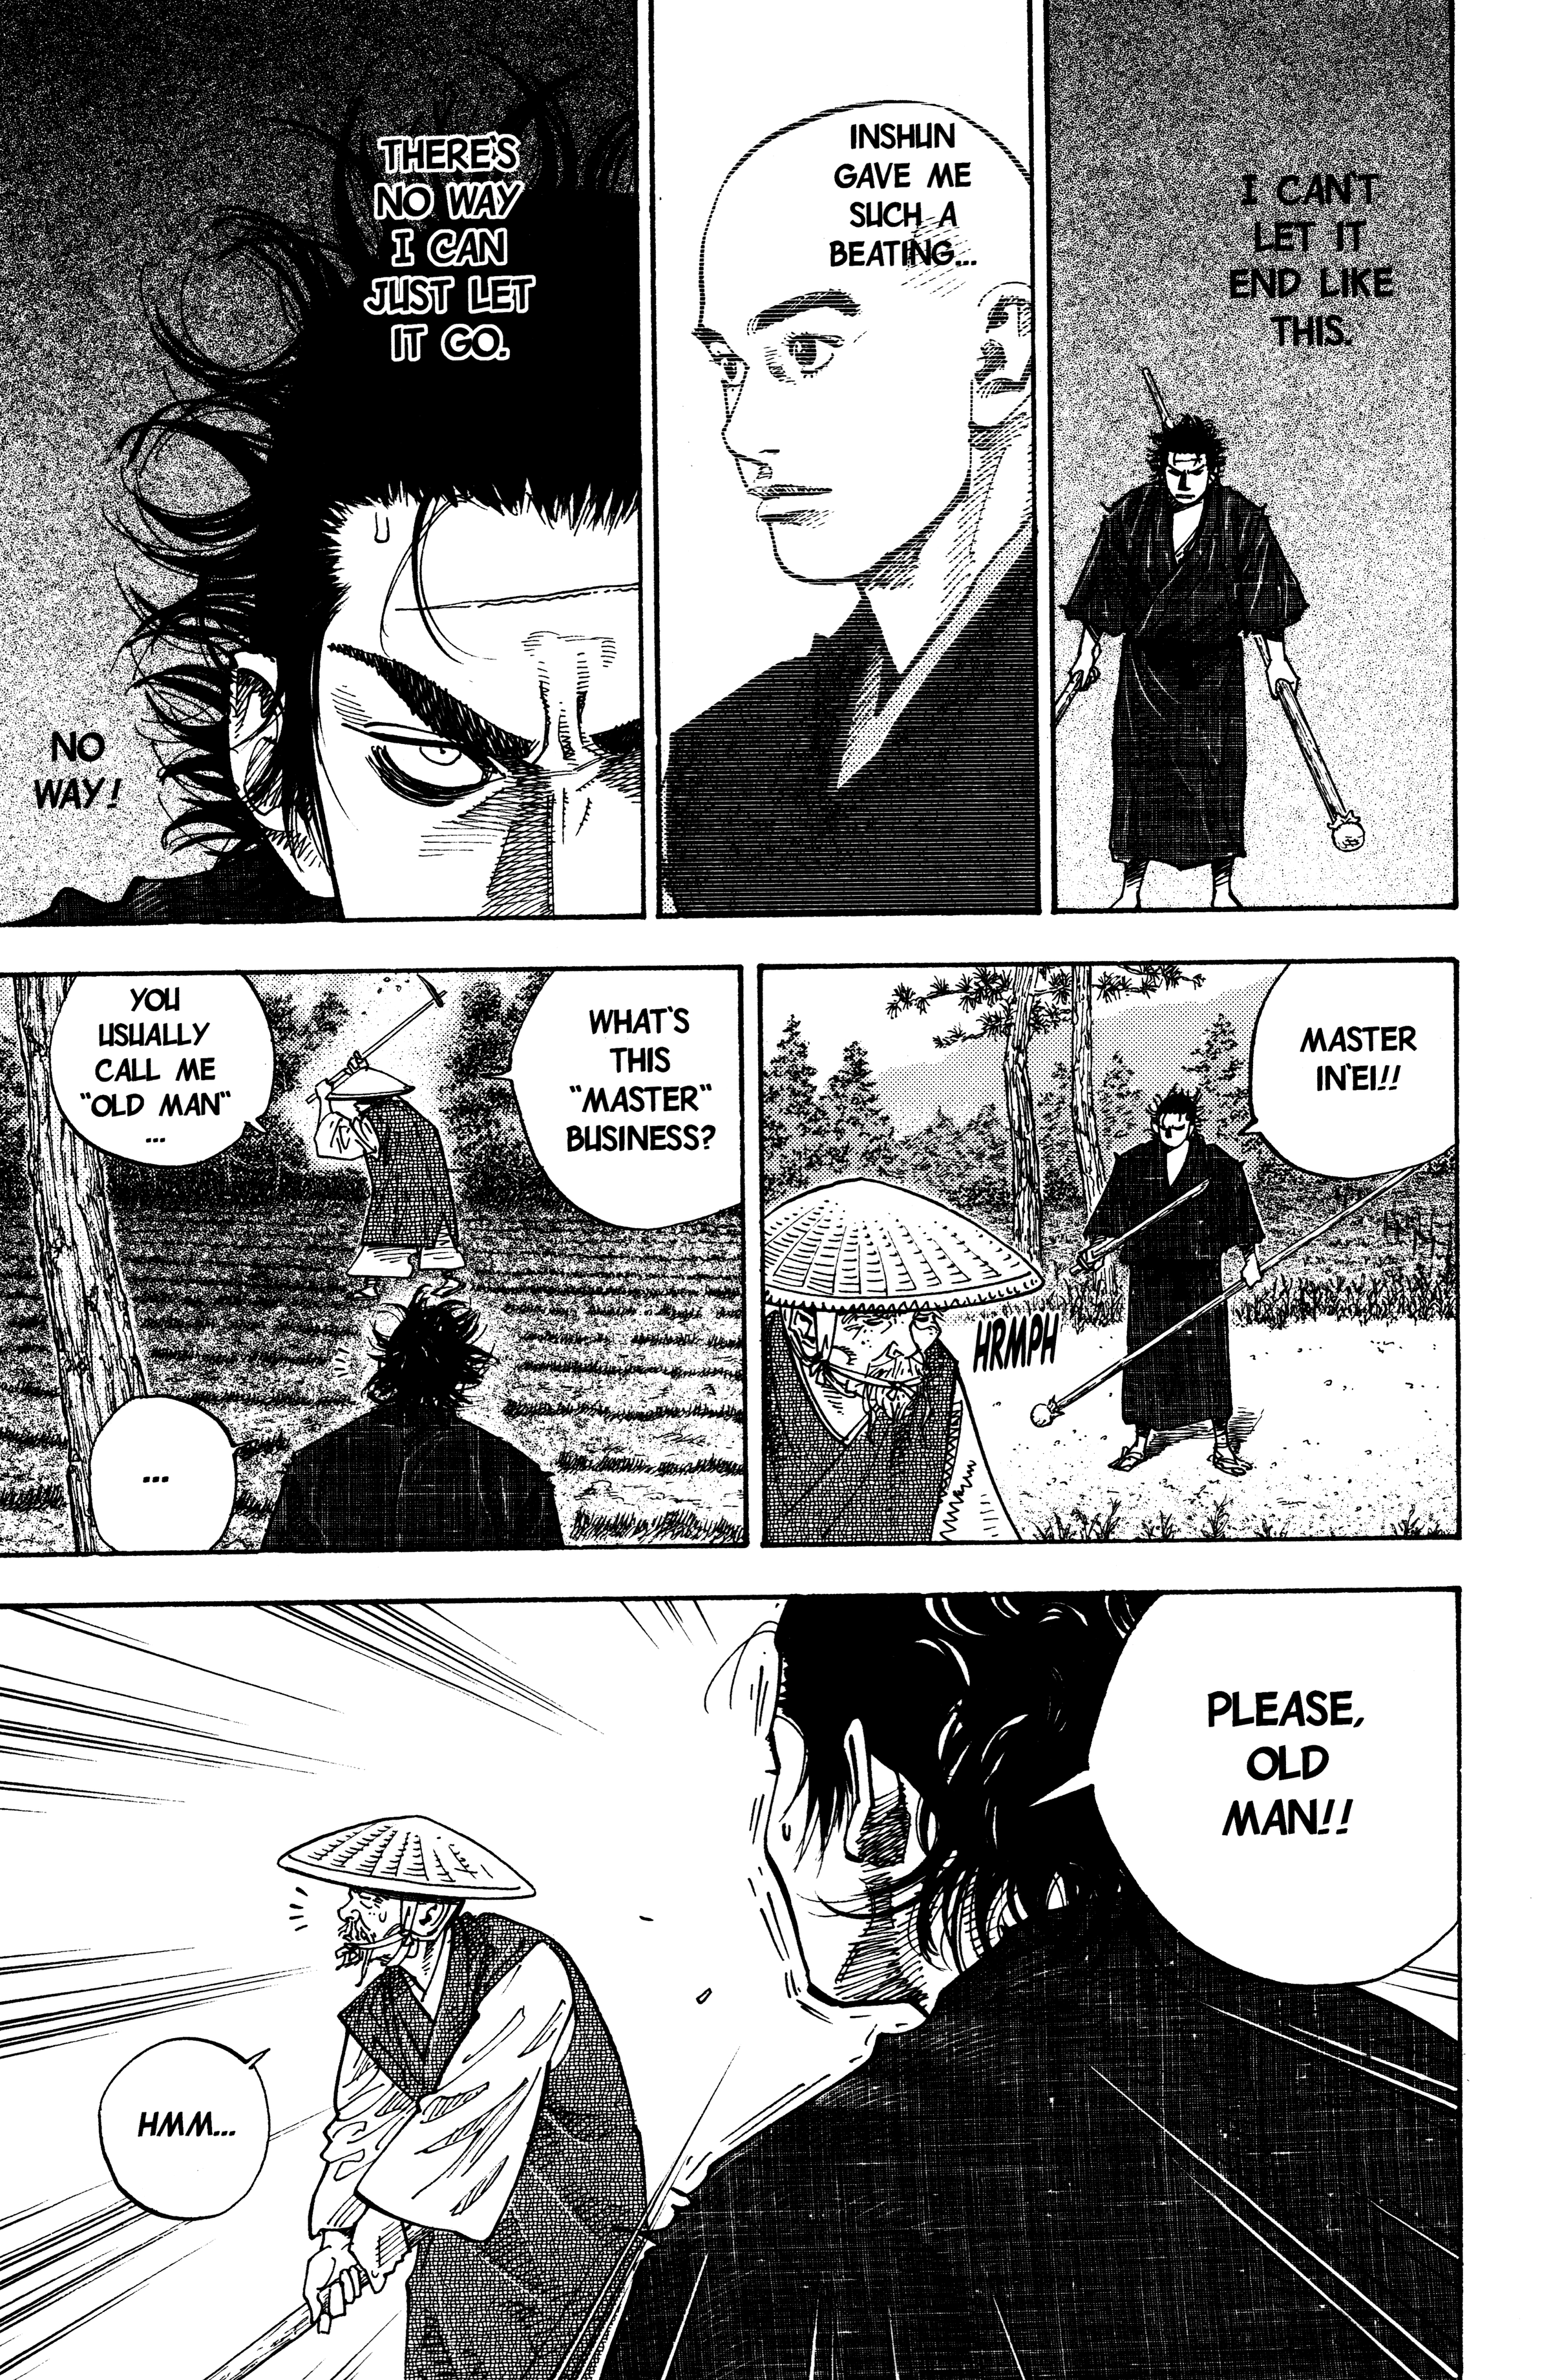 I CAN'T
LET IT
END LIKE
THIS.
INSHUN
GAVE ME
SUCH A
BEATING...
THERE'S
NO WAY
I CAN
JUST LET
IT GO.
NO
WAY!
MASTER
IN'EI!!
HRMPH
WHAT'S
THIS
"MASTER"
BUSINESS?
YOU
USUALLY
CALL ME
"OLD MAN"
...
...
PLEASE,
OLD
MAN!!
HMM...